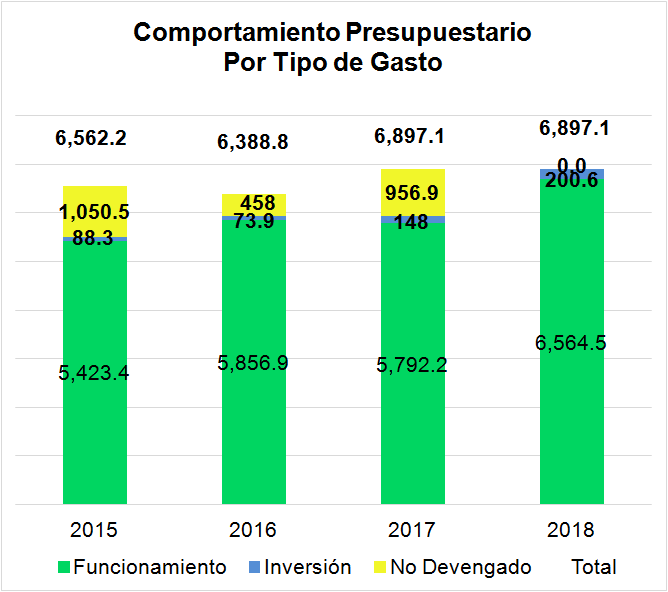 Comportamiento Presupuestario
Por Tipo de Gasto
6,562.2 6,388.8 6,897.1 6,897.1
1,050.5 458 956.9 0.0
88.3 73.9 148 200.6
5,423.4 5,856.9 5,792.2 6,564.5
2015 2016 2017 2018
Funcionamiento Inversión No Devengado Total